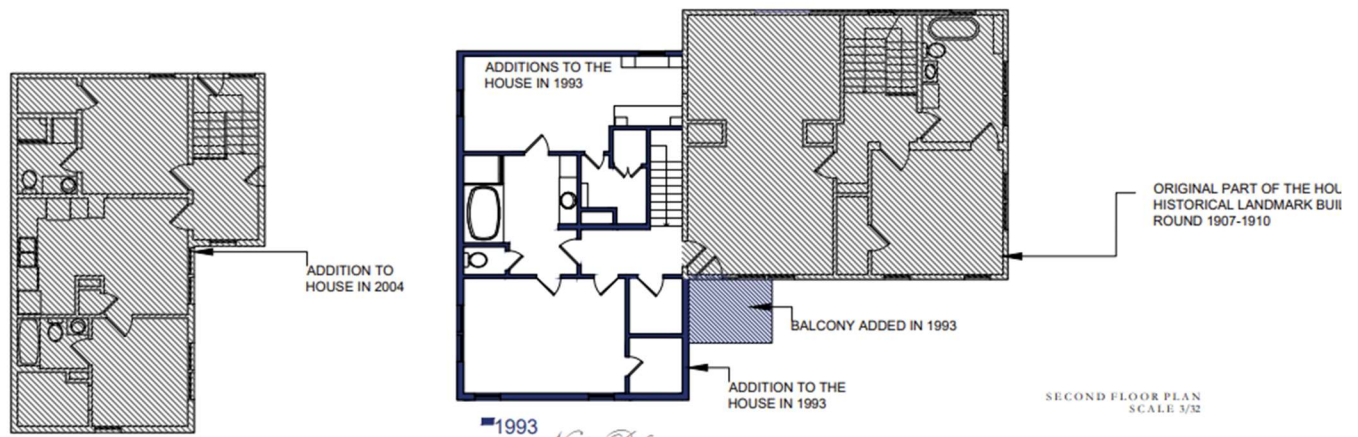 ADDITIONS TO THE
HOUSE IN 1993
ADDITION TO
HOUSE IN 2004
ORIGINAL PART OF THE HOU
HISTORICAL LANDMARK BUIL
ROUND 1907-1910
BALCONY ADDED IN 1993
ADDITION TO THE
HOUSE IN 1993
SECOND FLOOR PLAN
SCALE 3/32
1993